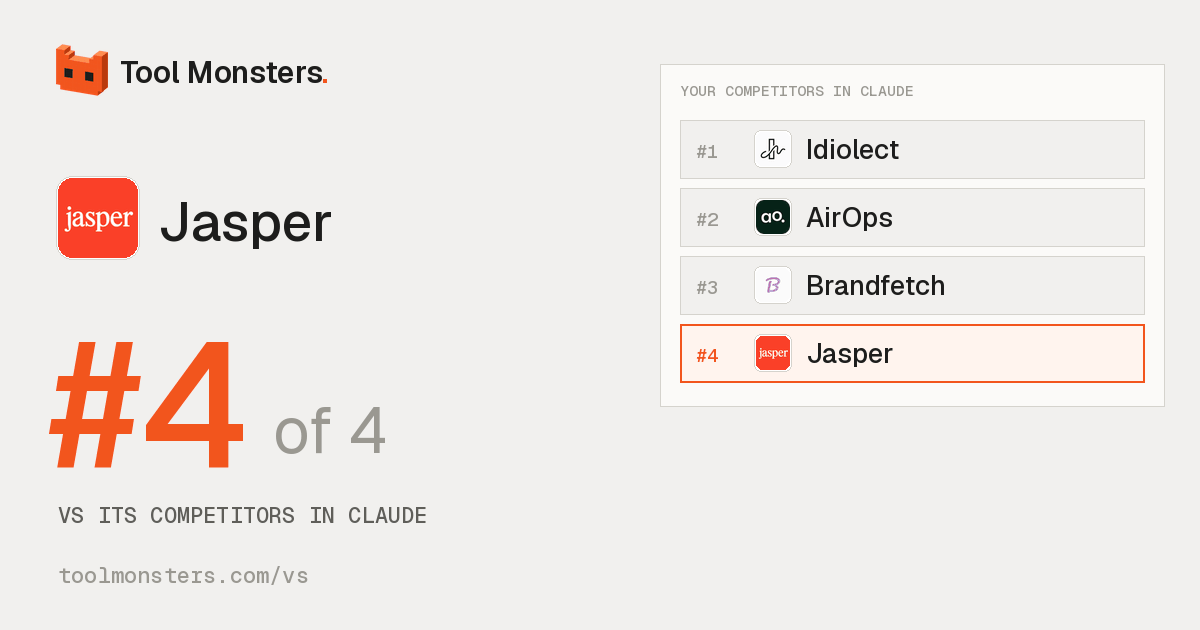 Tool Monsters.
jasper
Jasper
#4 of 4
VS ITS COMPETITORS IN CLAUDE
toolmonsters.com/vs
YOUR COMPETITORS IN CLAUDE
#1 Idiolect
#2 ao. AirOps
#3 B Brandfetch
#4 jasper Jasper